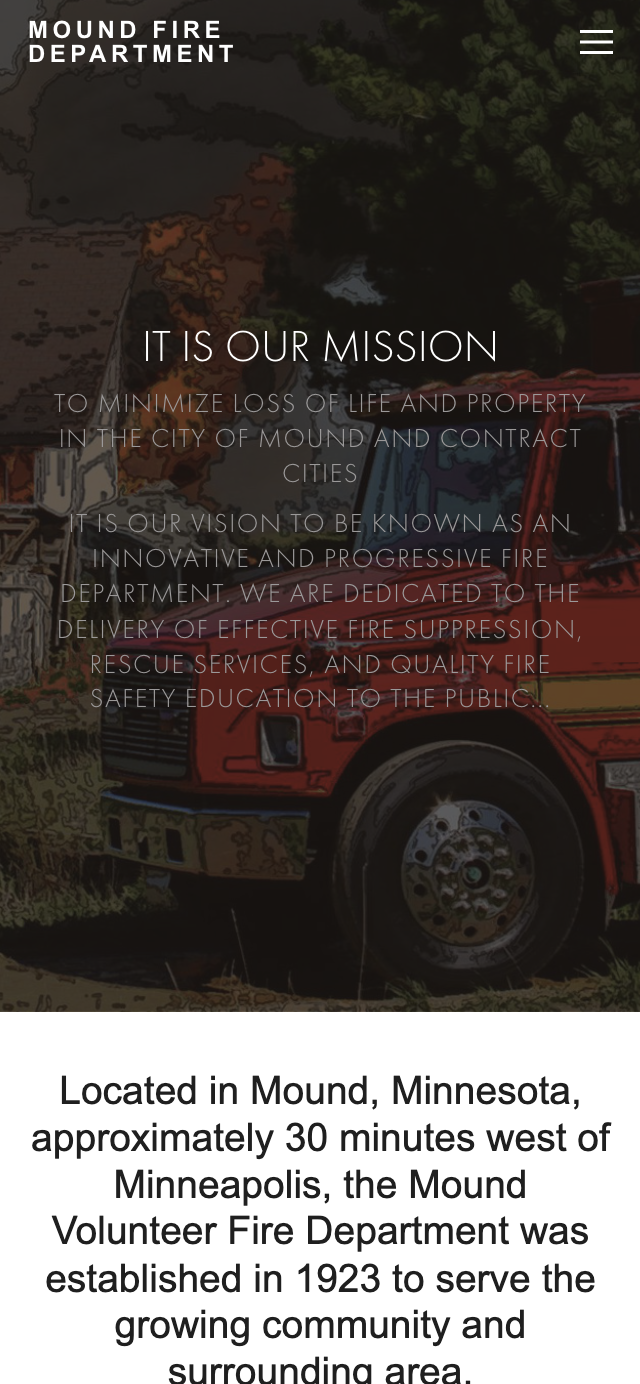 MOUND FIRE
DEPARTMENT
IT IS OUR MISSION
TO MINIMIZE LOSS OF LIFE AND PROPERTY
IN THE CITY OF MOUND AND CONTRACT
CITIES
IT IS OUR VISION TO BE KNOWN AS AN
INNOVATIVE AND PROGRESSIVE FIRE
DEPARTMENT. WE ARE DEDICATED TO THE
DELIVERY OF EFFECTIVE FIRE SUPPRESSION,
RESCUE SERVICES, AND QUALITY FIRE
SAFETY EDUCATION TO THE PUBLIC...
Located in Mound, Minnesota,
approximately 30 minutes west of
Minneapolis, the Mound
Volunteer Fire Department was
established in 1923 to serve the
growing community and
surrounding area.